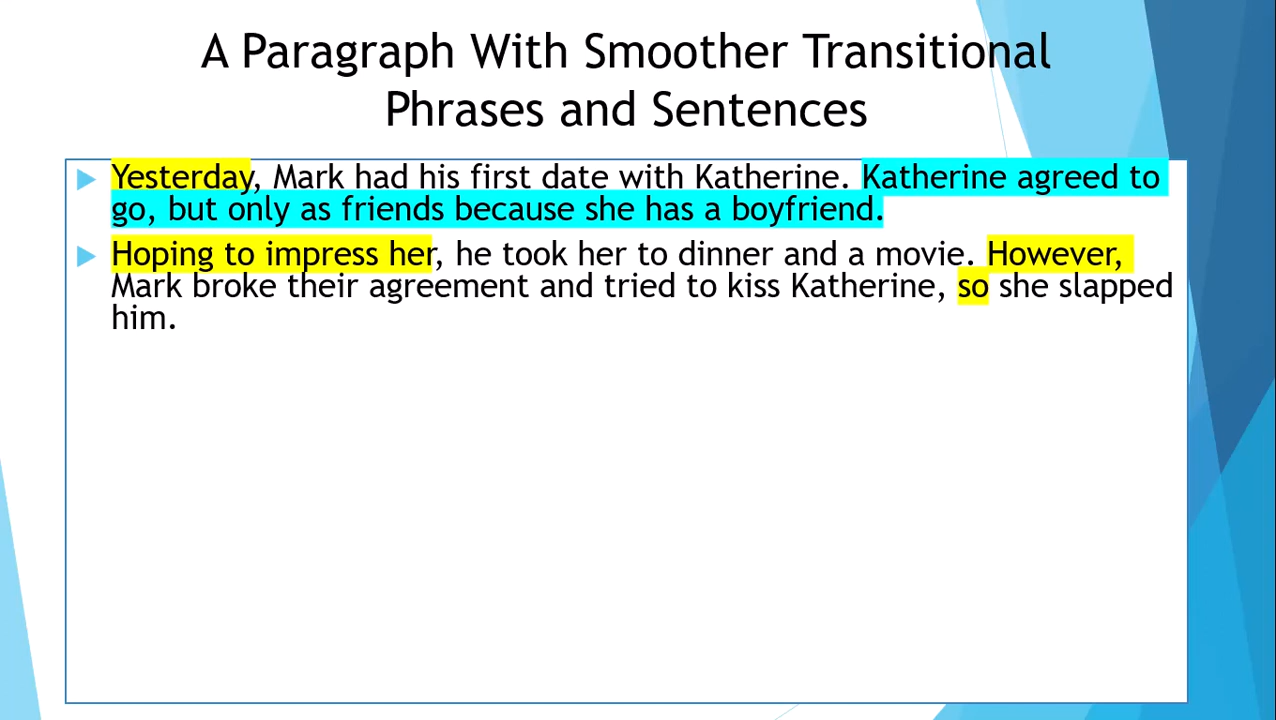 A Paragraph With Smoother Transitional
Phrases and Sentences
Yesterday, Mark had his first date with Katherine. Katherine agreed to
go, but only as friends because she has a boyfriend.
Hoping to impress her, he took her to dinner and a movie. However,
Mark broke their agreement and tried to kiss Katherine, so she slapped
him.